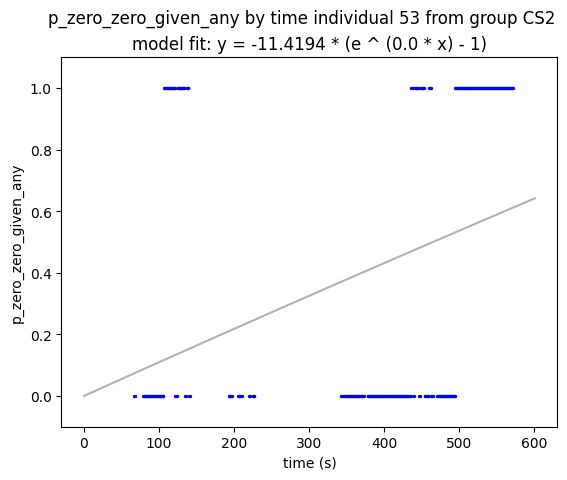 p_zero_zero_given_any by time individual 53 from group CS2
model fit: y = -11.4194 * (e ^ (0.0 * x) - 1)
p_zero_zero_given_any
1.0
0.8
0.6
0.4
0.2
0.0
0 100 200 300 400 500 600
time (s)